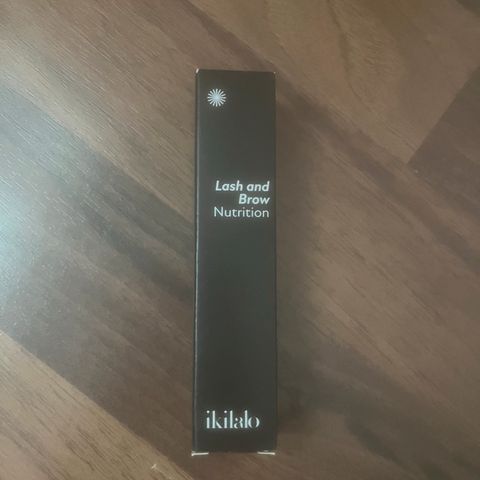 Lash and
Brow
Nutrition
ikilalo